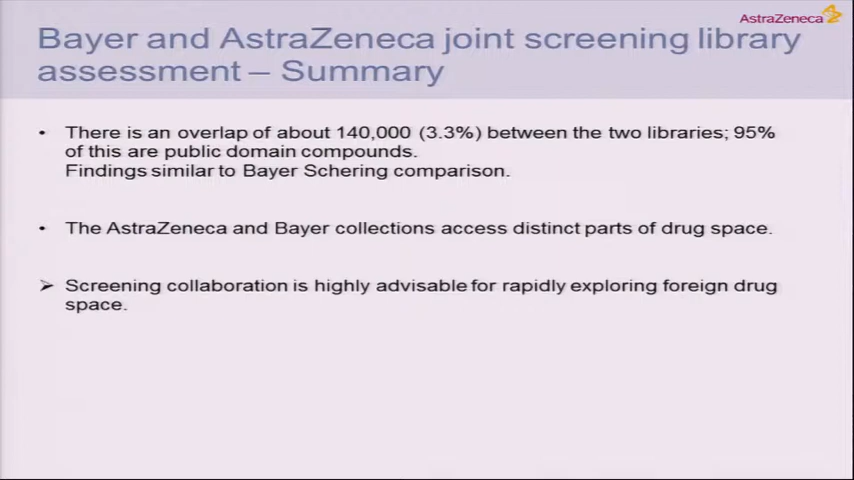 AstraZeneca
Bayer and AstraZeneca joint screening library
assessment – Summary
• There is an overlap of about 140,000 (3.3%) between the two libraries; 95%
of this are public domain compounds.
Findings similar to Bayer Schering comparison.
• The AstraZeneca and Bayer collections access distinct parts of drug space.
➢ Screening collaboration is highly advisable for rapidly exploring foreign drug
space.